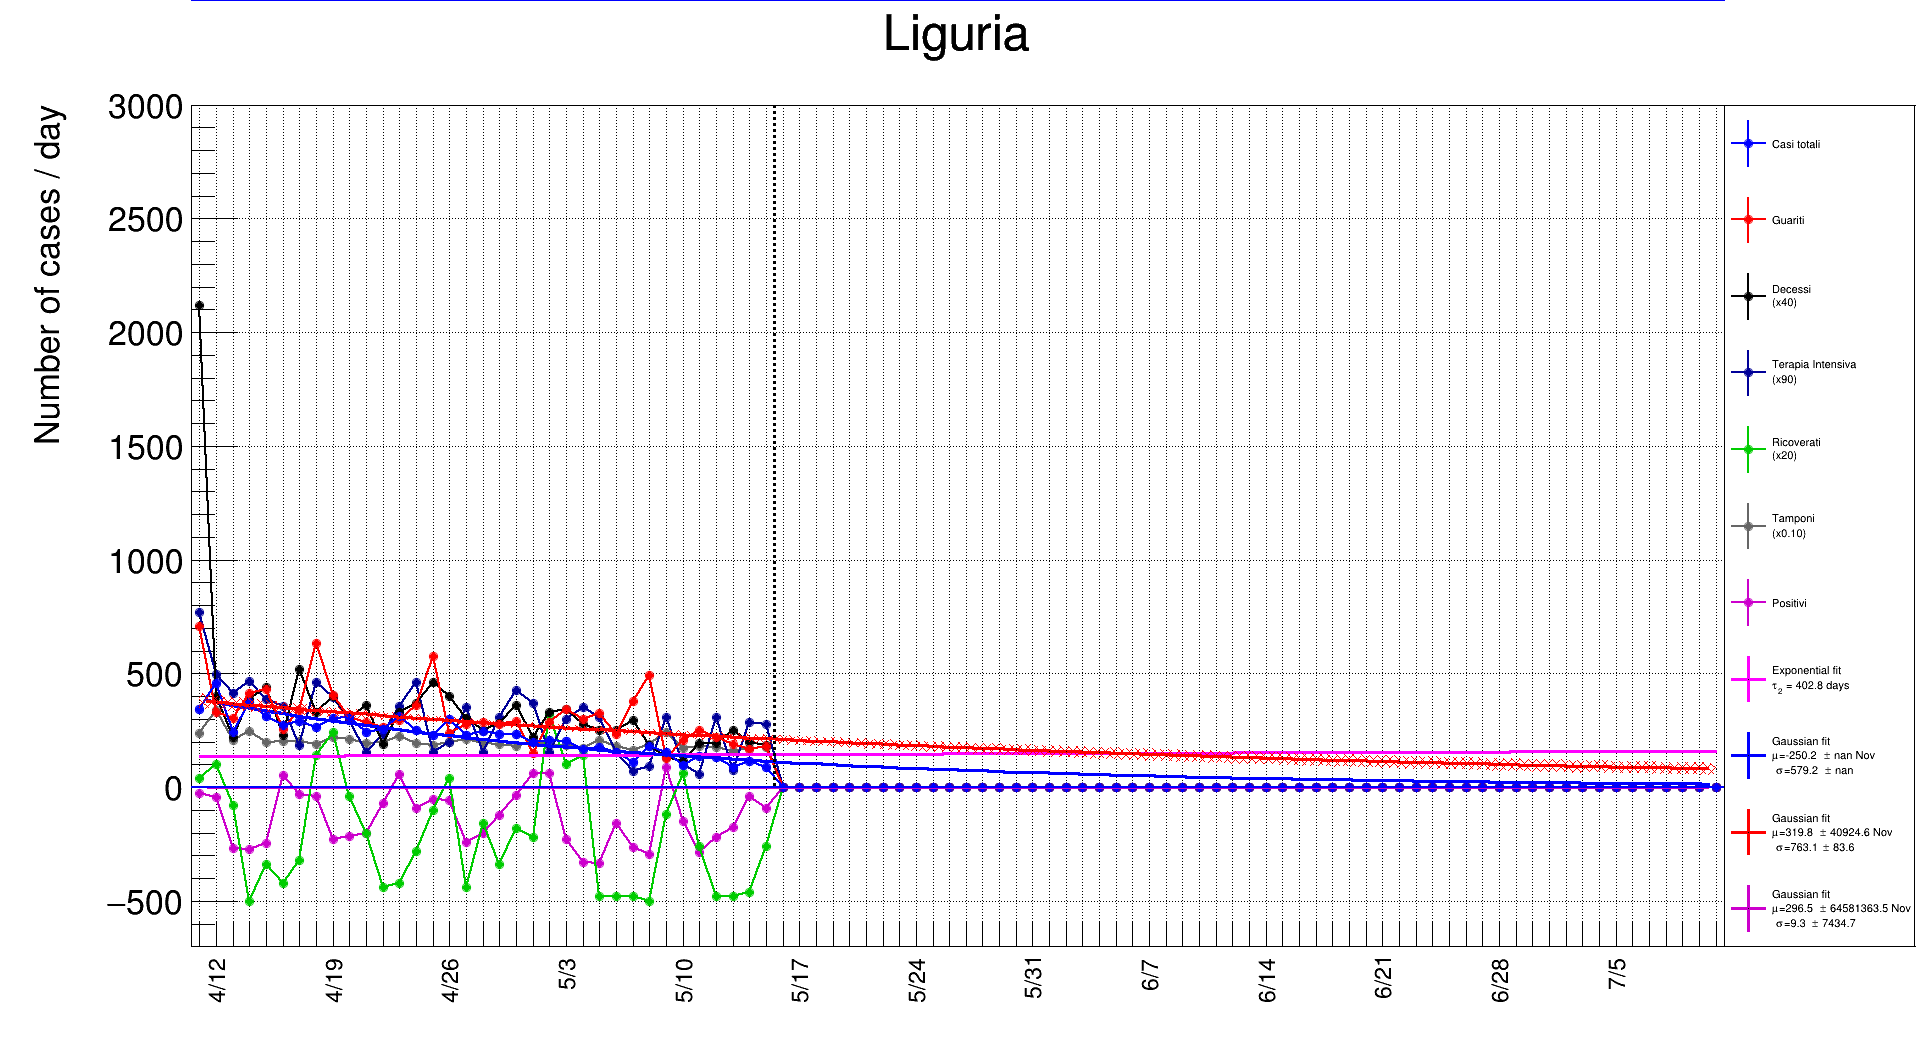 Liguria
Number of cases / day
3000
2500
2000
1500
1000
500
0
−500
4/12
4/19
4/26
5/3
5/10
5/17
5/24
5/31
6/7
6/14
6/21
6/28
7/5
Casi totali
Guariti
Decessi
(x40)
Terapia Intensiva
(x90)
Ricoverati
(x20)
Tamponi
(x0.10)
Positivi
Exponential fit
τ2 = 402.8 days
Gaussian fit
μ=-250.2 ± nan Nov
σ=579.2 ± nan
Gaussian fit
μ=319.8 ± 40924.6 Nov
σ=763.1 ± 83.6
Gaussian fit
μ=296.5 ± 64581363.5 Nov
σ=9.3 ± 7434.7